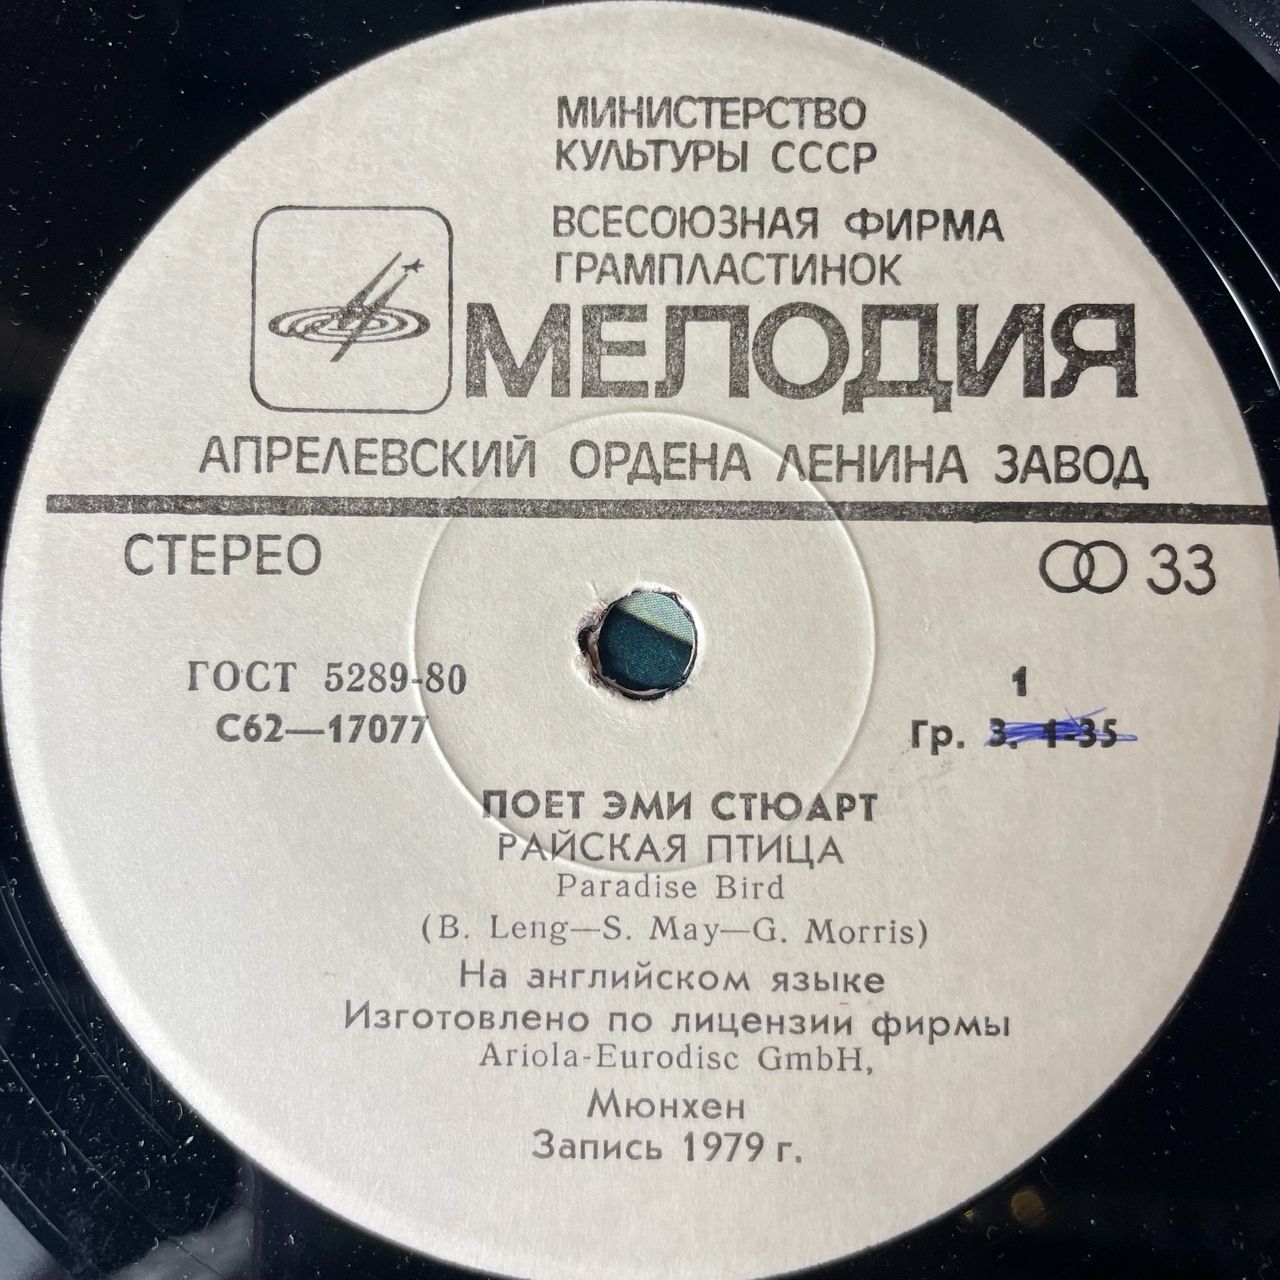 МИНИСТЕРСТВО
КУЛЬТУРЫ СССР
ВСЕСОЮЗНАЯ ФИРМА
ГРАМПЛАСТИНОК
МЕЛОДИЯ
АПРЕЛЕВСКИЙ ОРДЕНА ЛЕНИНА ЗАВОД
СТЕРЕО
33
ГОСТ 5289-80
1
С62—17077
Гр. 3. 1-35
ПОЕТ ЭМИ СТЮАРТ
РАЙСКАЯ ПТИЦА
Paradise Bird
(B. Leng—S. May—G. Morris)
На английском языке
Изготовлено по лицензии фирмы
Ariola-Eurodisc GmbH,
Мюнхен
Запись 1979 г.